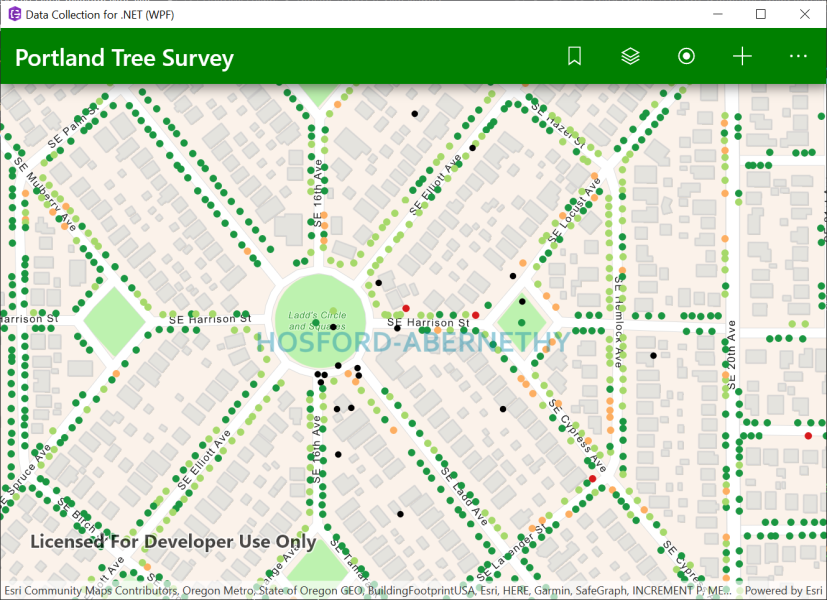 Data Collection for .NET (WPF)
Portland Tree Survey
SE Palm St
SE Hazel St
SE Mulberry Ave
SE 16th Ave
SE Elliott Ave
SE Locust Ave
SE Harrison St
Harrison St
Ladd's Circle
and Squares
SE Harrison St
SE Hemlock Ave
HOSFORD-ABERNETHY
SE 20th Ave
SE Cypress Ave
SE Elliott Ave
SE 16th Ave
SE Spruce Ave
SE Ladd Ave
SE Birch
Licensed For Developer Use Only
SE Lavender St
SE Cypre
Esri Community Maps Contributors, Oregon Metro, State of Oregon GEO, BuildingFootprintUSA, Esri, HERE, Garmin, SafeGraph, INCREMENT P, ME...
Powered by Esri